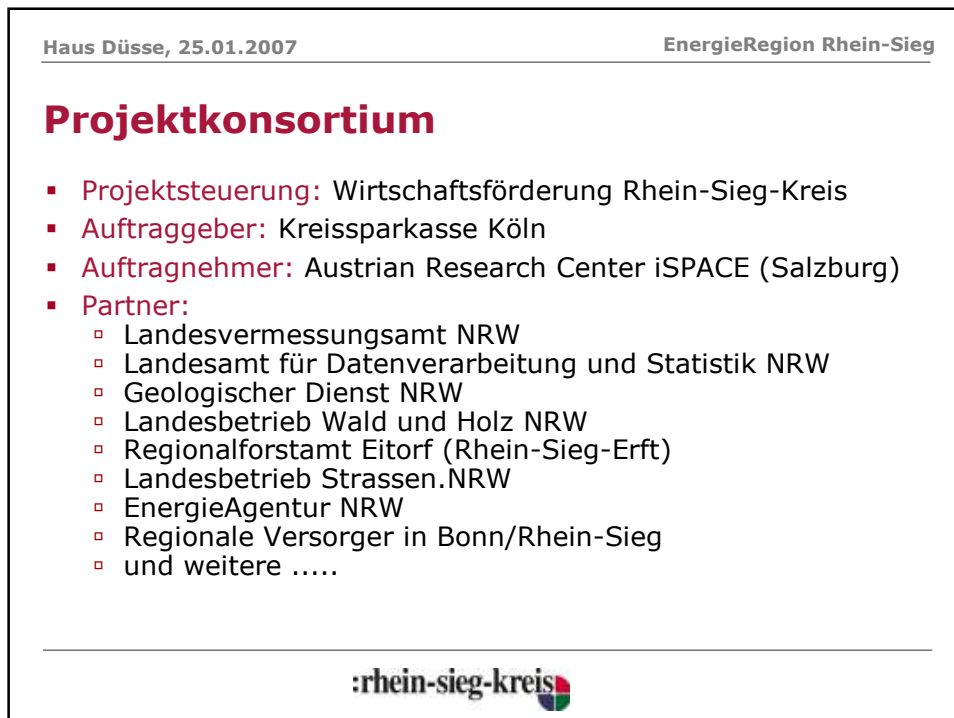 Haus Düsse, 25.01.2007
EnergieRegion Rhein-Sieg
Projektkonsortium
Projektsteuerung: Wirtschaftsförderung Rhein-Sieg-Kreis
Auftraggeber: Kreissparkasse Köln
Auftragnehmer: Austrian Research Center iSPACE (Salzburg)
Partner:
Landesvermessungsamt NRW
Landesamt für Datenverarbeitung und Statistik NRW
Geologischer Dienst NRW
Landesbetrieb Wald und Holz NRW
Regionalforstamt Eitorf (Rhein-Sieg-Erft)
Landesbetrieb Strassen.NRW
EnergieAgentur NRW
Regionale Versorger in Bonn/Rhein-Sieg
und weitere .....
:rhein-sieg-kreis